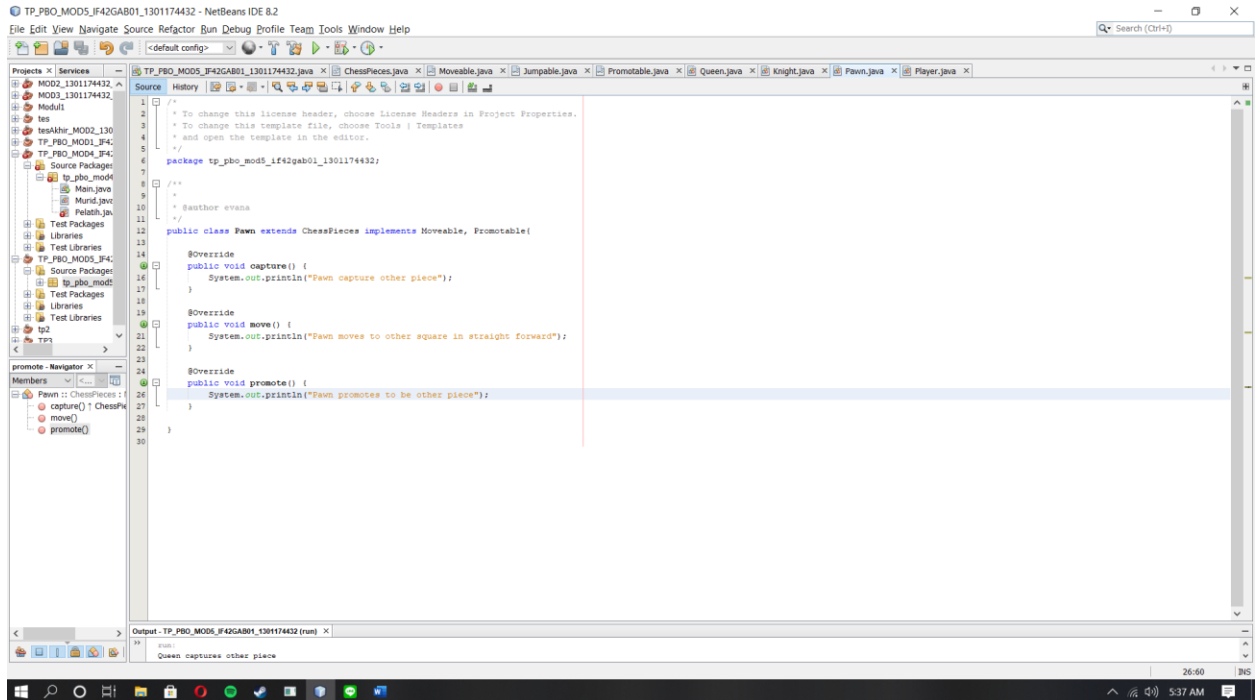 TP_PBO_MOD5_IF42GAB01_1301174432 - NetBeans IDE 8.2
File Edit View Navigate Source Refactor Run Debug Profile Team Tools Window Help
Search (Ctrl+I)
<default config>
Projects × Services
TP_PBO_MOD5_IF42GAB01_1301174432.java × ChessPieces.java × Moveable.java × Jumpable.java × Promotable.java × Queen.java × Knight.java × Pawn.java × Player.java ×
MOD2_1301174432_
MOD3_1301174432_
Modul1
tes
tesAkhir_MOD2_130
TP_PBO_MOD1_IF42
TP_PBO_MOD4_IF42
Source Packages
tp_pbo_mod4
Main.java
Murid.java
Pelatih.jav
Test Packages
Libraries
Test Libraries
TP_PBO_MOD5_IF42
Source Packages
tp_pbo_mod5
Test Packages
Libraries
Test Libraries
tp2
TP3
Source History
1 /*
2 * To change this license header, choose License Headers in Project Properties.
3 * To change this template file, choose Tools | Templates
4 * and open the template in the editor.
5 */
6 package tp_pbo_mod5_if42gab01_1301174432;
7
8 /**
9 *
10 * @author evana
11 */
12 public class Pawn extends ChessPieces implements Moveable, Promotable{
13
14 @Override
public void capture() {
16 System.out.println("Pawn capture other piece");
17 }
18
19 @Override
public void move() {
21 System.out.println("Pawn moves to other square in straight forward");
22 }
23
24 @Override
public void promote() {
26 System.out.println("Pawn promotes to be other piece");
27 }
28
29 }
30
promote - Navigator ×
Members
Pawn :: ChessPieces :
capture() ↑ ChessPie
move()
promote()
Output - TP_PBO_MOD5_IF42GAB01_1301174432 (run) ×
run:
Queen captures other piece
26:60 INS
5:37 AM